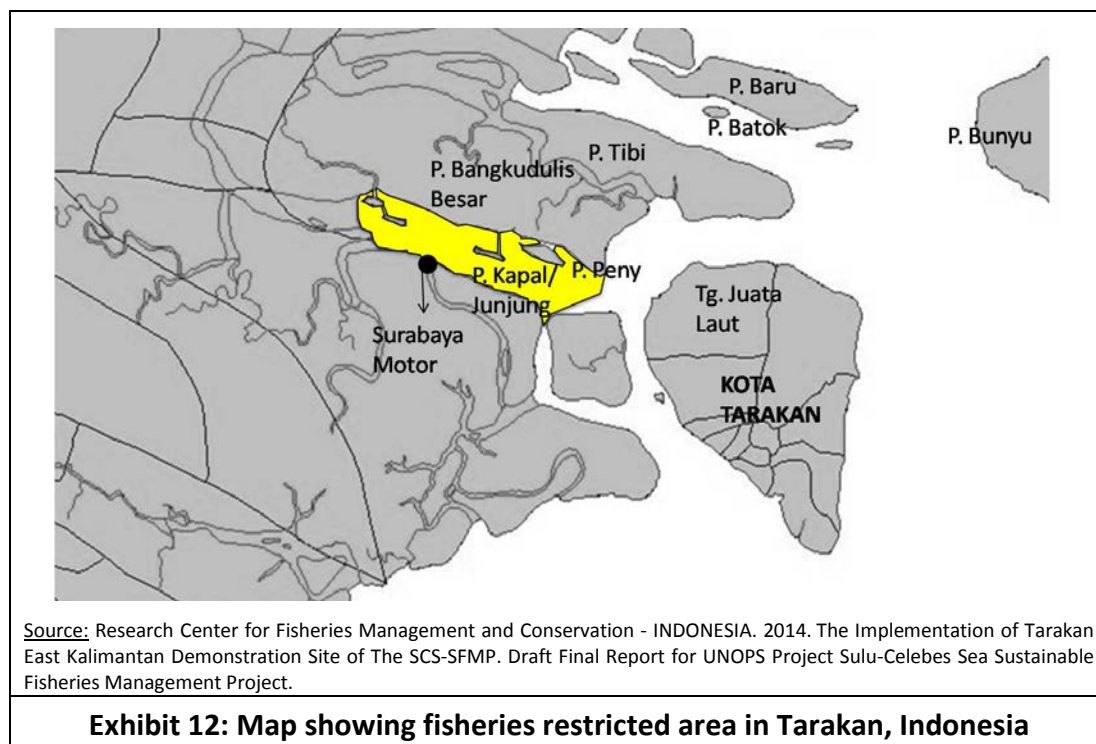 P. Baru
P. Batok
P. Bunyu
P. Tibi
P. Bangkudulis
Besar
P. Peny
P. Kapal/
Junjung
Tg. Juata
Laut
Surabaya
Motor
KOTA
TARAKAN
Source: Research Center for Fisheries Management and Conservation - INDONESIA. 2014. The Implementation of Tarakan
East Kalimantan Demonstration Site of The SCS-SFMP. Draft Final Report for UNOPS Project Sulu-Celebes Sea Sustainable
Fisheries Management Project.
Exhibit 12: Map showing fisheries restricted area in Tarakan, Indonesia